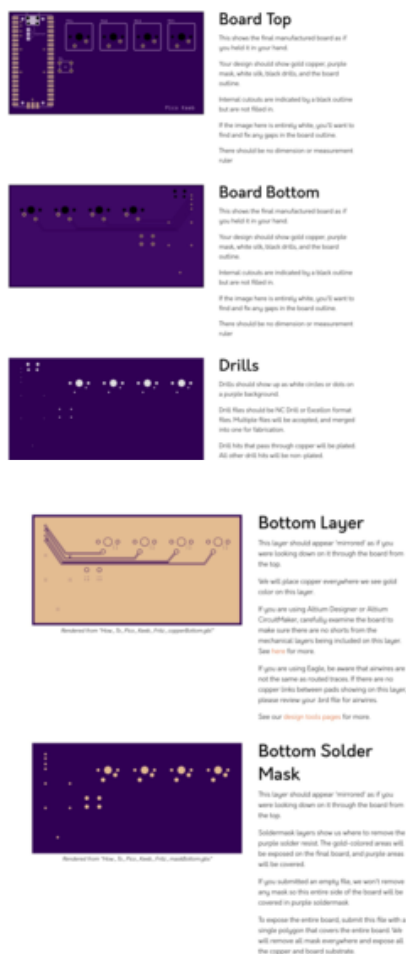 Board Top
This shows the final manufactured board as if
you held it in your hand.
Your design should show gold copper, purple
mask, white silk, black drills, and the board
outline.
Internal cutouts are indicated by a black outline
but are not filled in.
If the image here is entirely white, you'll want to
find and fix any gaps in the board outline.
There should be no dimension or measurement
ruler
Pico Keeb
Board Bottom
This shows the final manufactured board as if
you held it in your hand.
Your design should show gold copper, purple
mask, white silk, black drills, and the board
outline.
Internal cutouts are indicated by a black outline
but are not filled in.
If the image here is entirely white, you'll want to
find and fix any gaps in the board outline.
There should be no dimension or measurement
ruler
Drills
Drills should show up as white circles or dots on
a purple background.
Drill files should be NC Drill or Excellon format
files. Multiple files will be accepted, and merged
into one for fabrication.
Drill hits that pass through copper will be plated.
All other drill hits will be non-plated.
Bottom Layer
This layer should appear 'mirrored' as if you
were looking down on it through the board from
the top.
We will place copper everywhere we see gold
color on this layer.
If you are using Altium Designer or Altium
CircuitMaker, carefully examine the board to
make sure there are no shorts from the
mechanical layers being included on this layer.
See here for more.
If you are using Eagle, be aware that airwires are
not the same as routed traces. If there are no
copper links between pads showing on this layer,
please review your .brd file for airwires.
See our design tools pages for more.
Rendered from "How_To_Pico_Keeb_Fritz_copperBottom.gbl"
Bottom Solder
Mask
This layer should appear 'mirrored' as if you
were looking down on it through the board from
the top.
Soldermask layers show us where to remove the
purple solder resist. The gold-colored areas will
be exposed on the final board, and purple areas
will be covered.
If you submitted an empty file, we won't remove
any mask so this entire side of the board will be
covered in purple soldermask.
To expose the entire board, submit this file with a
single polygon that covers the entire board. We
will remove all mask everywhere and expose all
the copper and board substrate.
Rendered from "How_To_Pico_Keeb_Fritz_maskBottom.gbs"